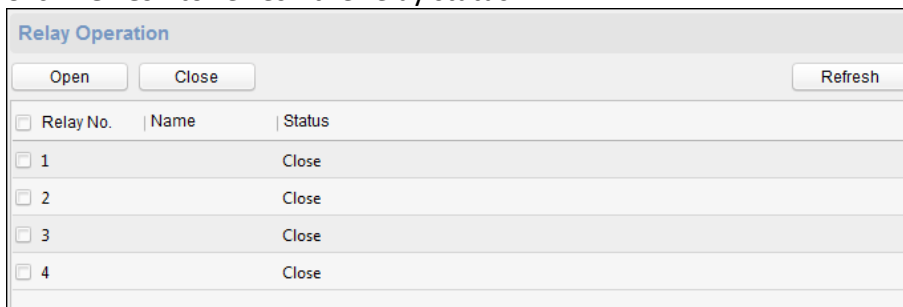 Relay Operation
Open Close Refresh
Relay No. Name Status
1 Close
2 Close
3 Close
4 Close